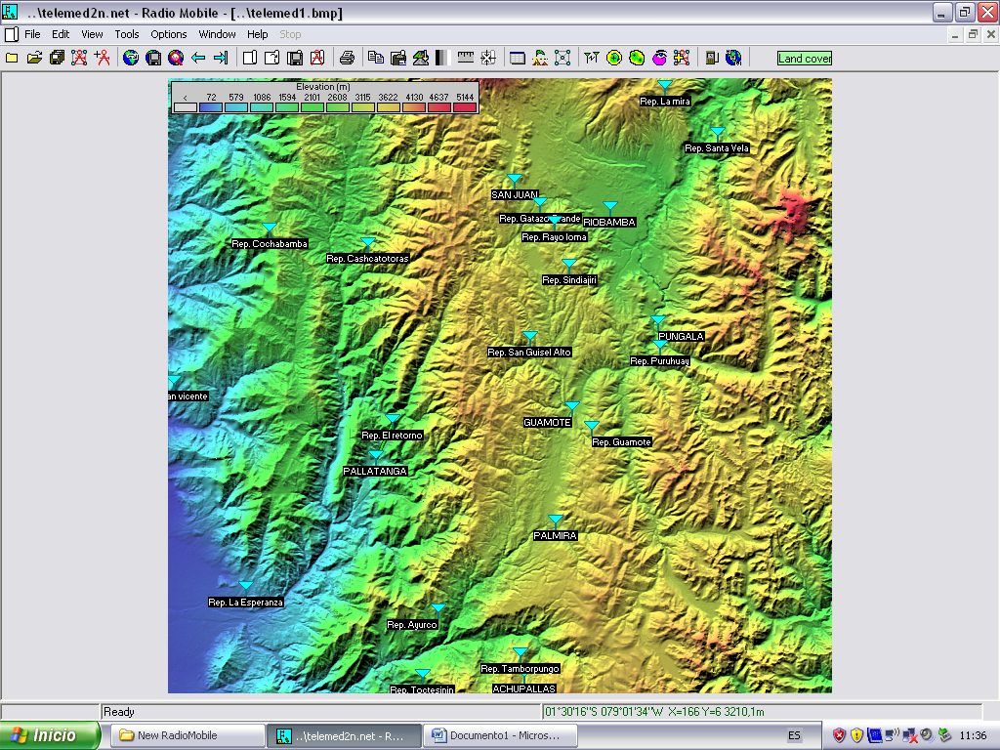 ..\telemed2n.net - Radio Mobile - [..\telemed1.bmp]
File Edit View Tools Options Window Help Stop
Land cover
Elevation (m)
< 72 579 1086 1594 2101 2608 3115 3622 4130 4637 5144
Rep. La mira
Rep. Santa Vela
SAN JUAN
Rep. Gatazo Grande
RIOBAMBA
Rep. Rayo loma
Rep. Cochabamba
Rep. Cashcatotoras
Rep. Sindiajiri
PUNGALA
Rep. San Guisel Alto
Rep. Puruhuay
an vicente
GUAMOTE
Rep. El retorno
Rep. Guamote
PALLATANGA
PALMIRA
Rep. La Esperanza
Rep. Ayurco
Rep. Tamborpungo
Rep. Toctesinin
ACHUPALLAS
Ready
01°30'16"S 079°01'34"W X=166 Y=6 3210,1m
Inicio
New RadioMobile
..\telemed2n.net - R...
Documento1 - Micros...
ES
11:36